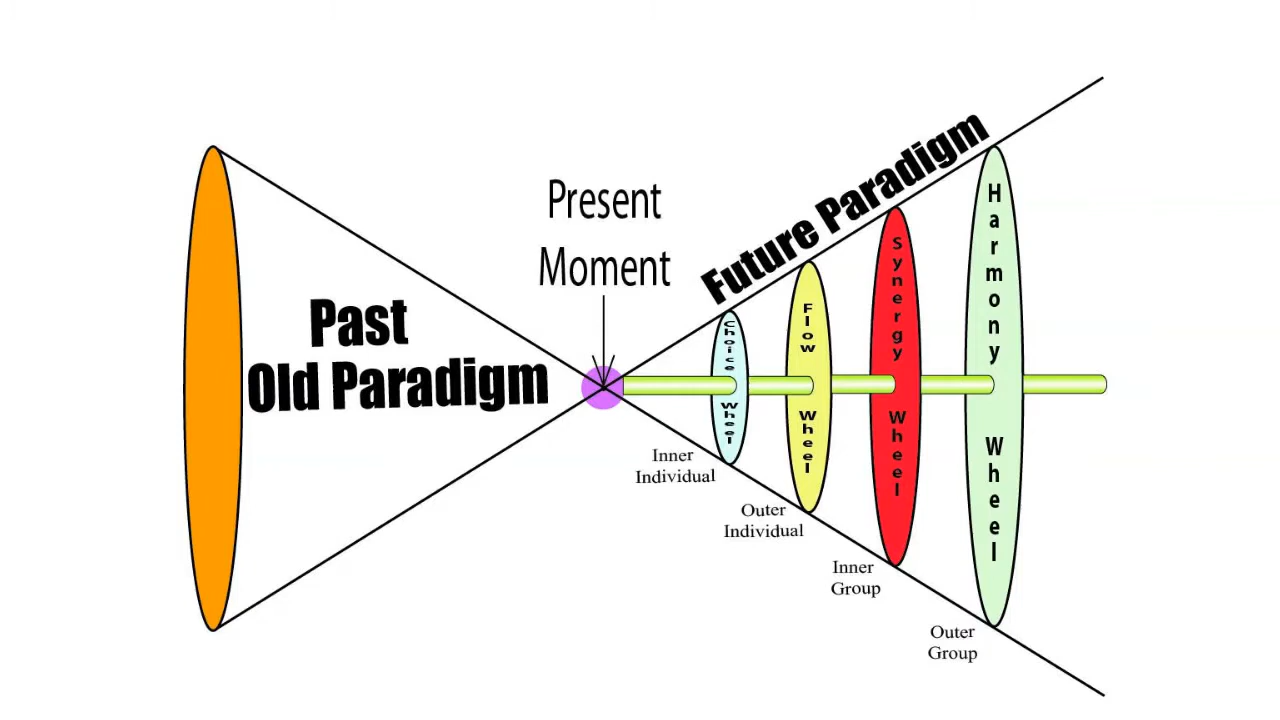 Past
Old Paradigm
Present
Moment
Future Paradigm
Choice Wheel
Flow Wheel
Synergy Wheel
Harmony Wheel
Inner
Individual
Outer
Individual
Inner
Group
Outer
Group